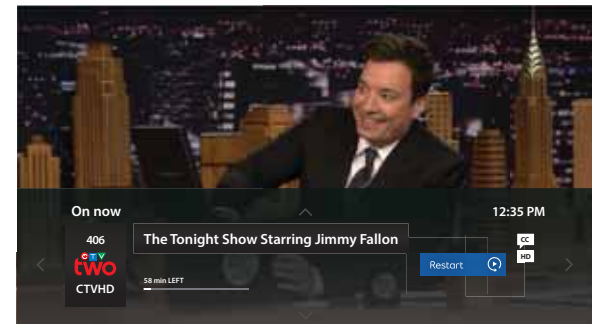 On now
12:35 PM
406
The Tonight Show Starring Jimmy Fallon
CC
CTV
two
Restart
HD
58 min LEFT
CTVHD